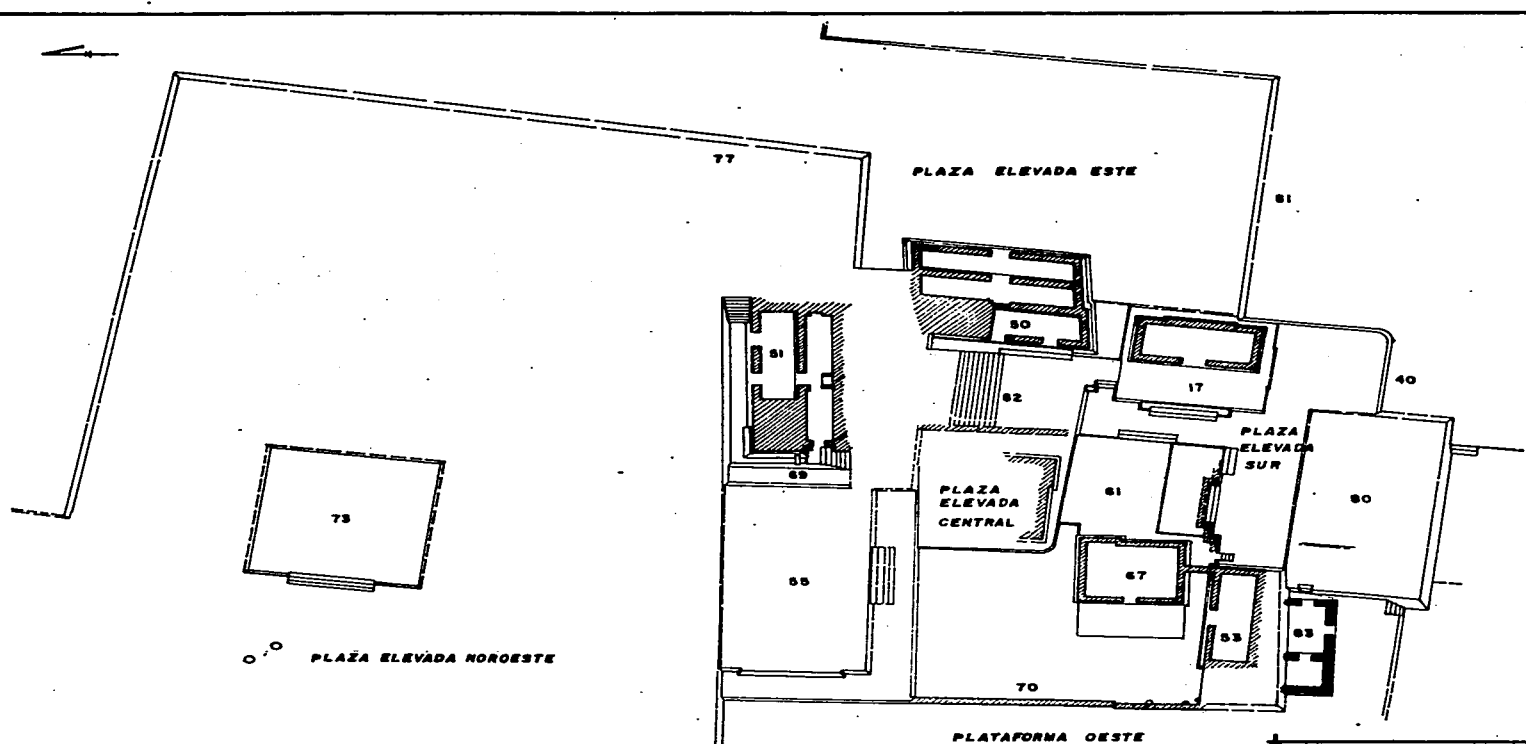 77
PLAZA ELEVADA ESTE
81
50
51
17
40
62
PLAZA
ELEVADA
SUR
69
PLAZA
ELEVADA
CENTRAL
61
60
73
55
67
53
63
PLAZA ELEVADA NOROESTE
70
PLATAFORMA OESTE